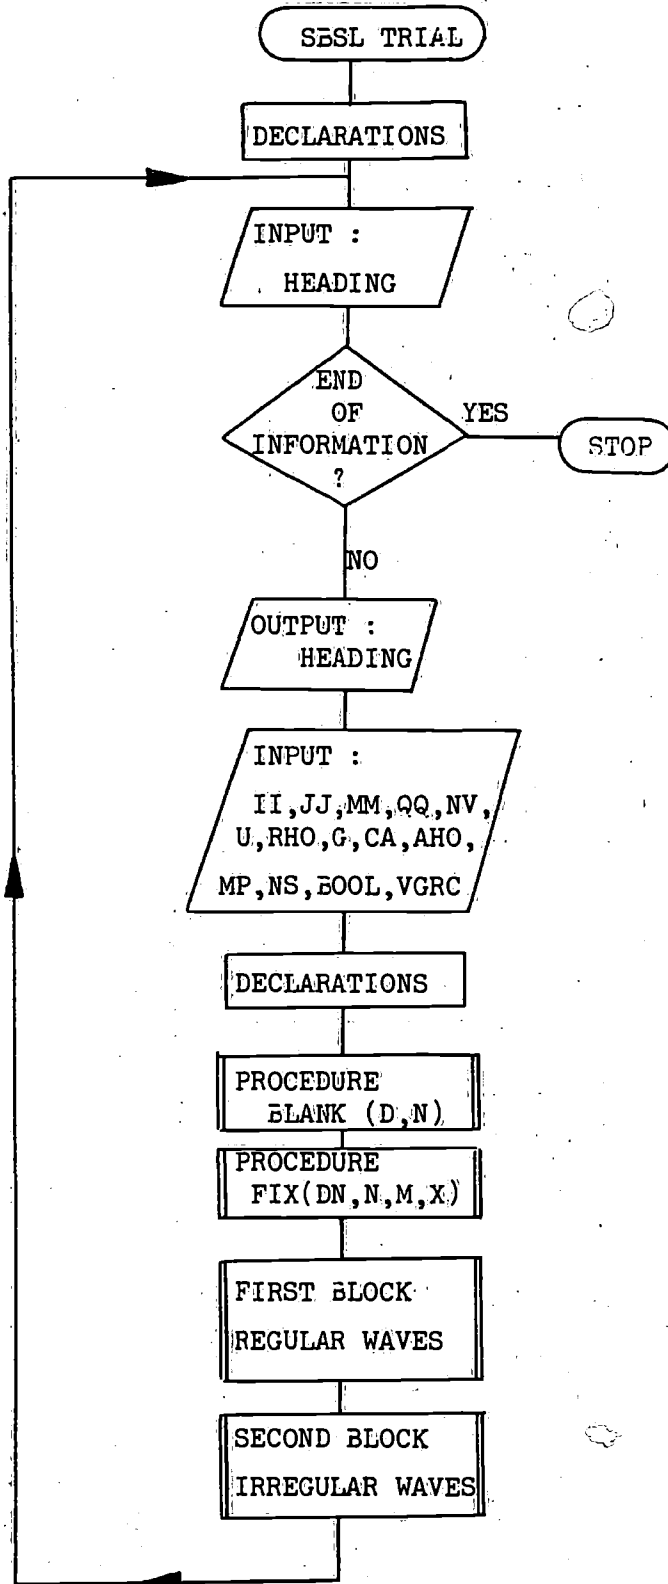 SBSL TRIAL
DECLARATIONS
INPUT :
HEADING
END
OF
INFORMATION
?
YES
STOP
NO
OUTPUT :
HEADING
INPUT :
II,JJ,MM,QQ,NV,
U,RHO,G,CA,AHO,
MP,NS,BOOL,VGRC
DECLARATIONS
PROCEDURE
BLANK (D,N)
PROCEDURE
FIX(DN,N,M,X)
FIRST BLOCK
REGULAR WAVES
SECOND BLOCK
IRREGULAR WAVES